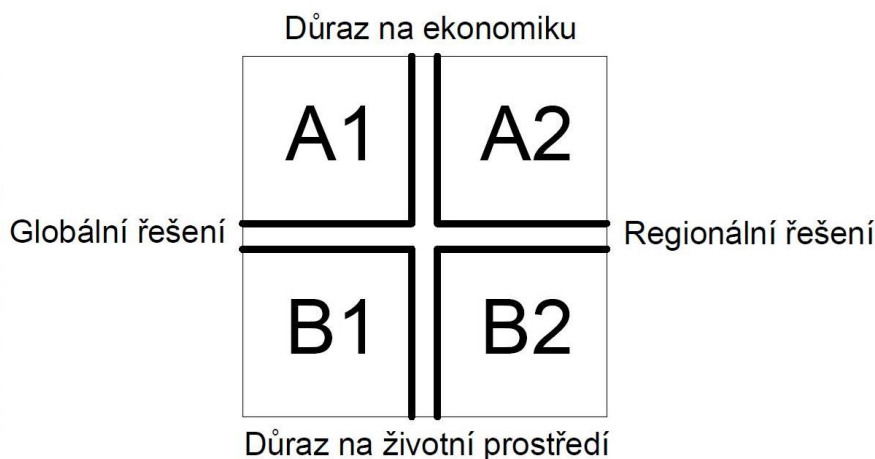 Důraz na ekonomiku
A1 A2
Globální řešení Regionální řešení
B1 B2
Důraz na životní prostředí